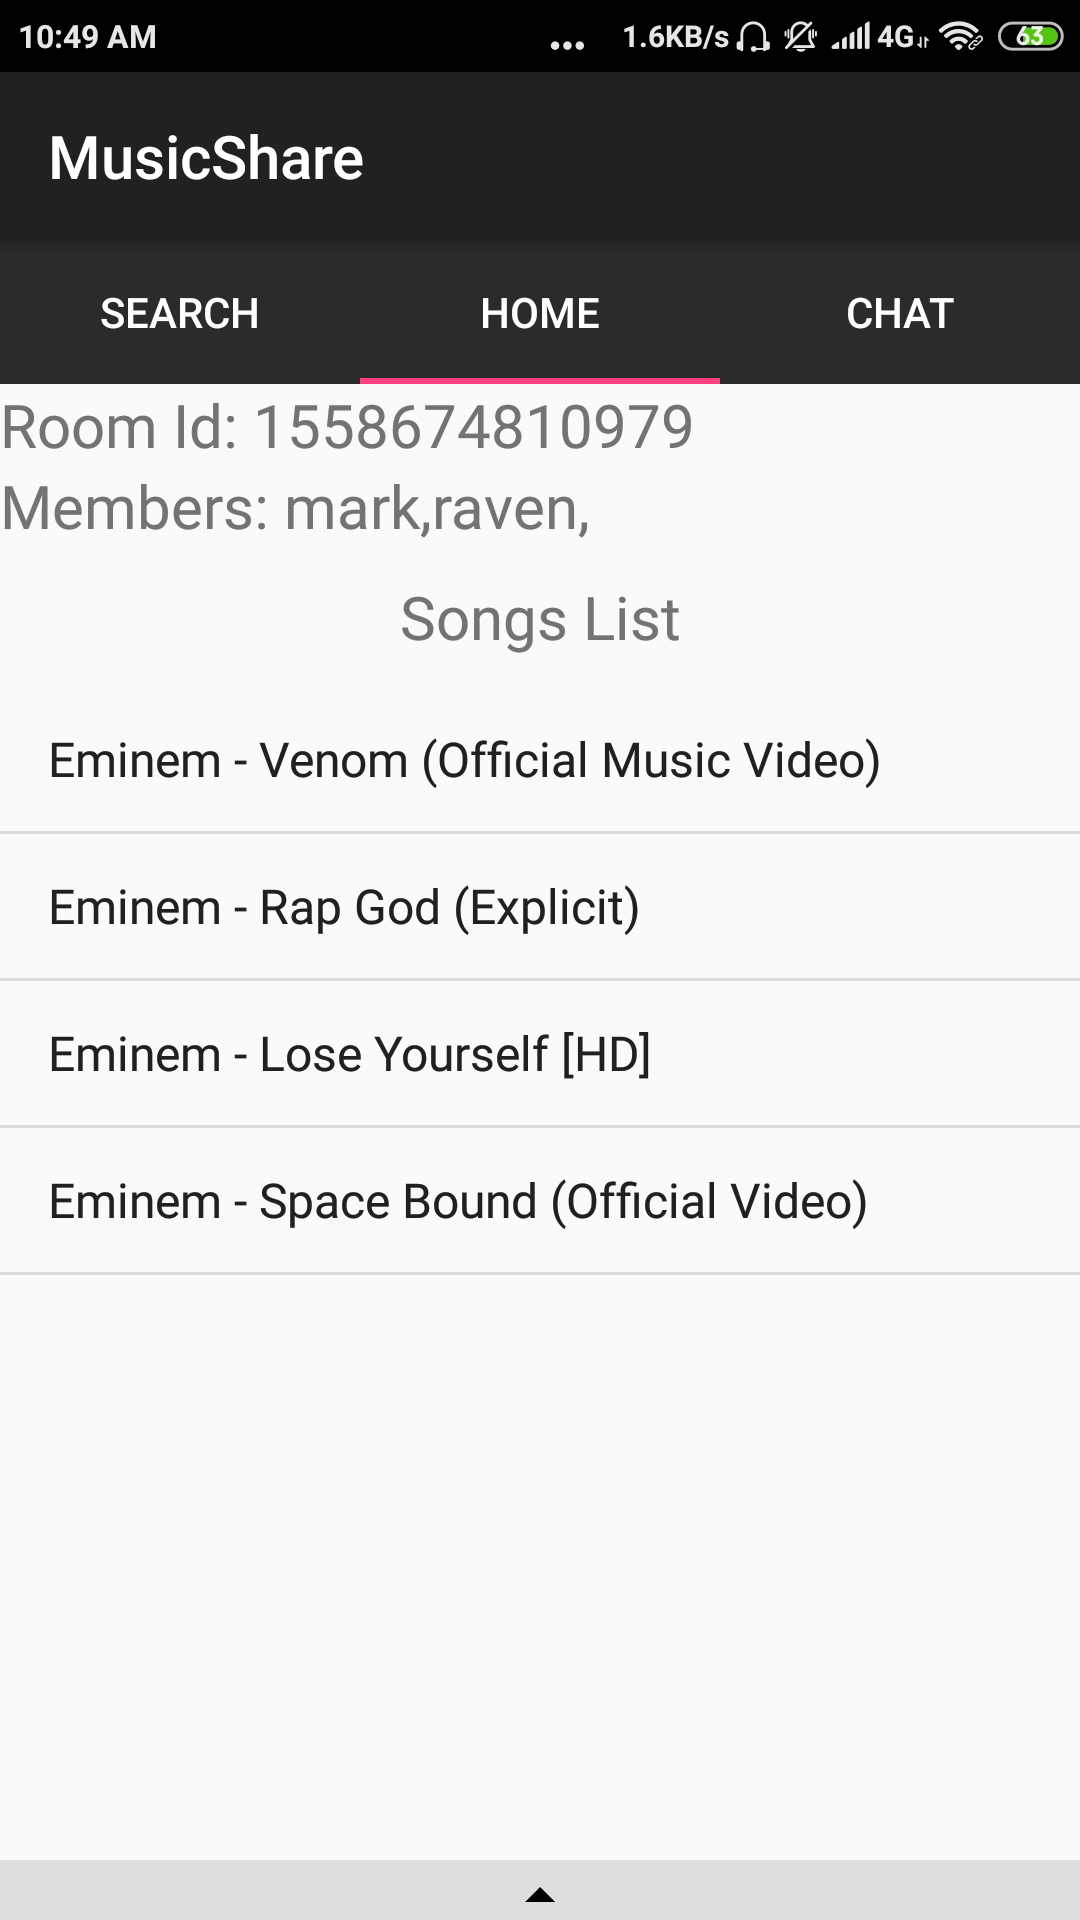 10:49 AM ... 1.6KB/s 4G 63
MusicShare
SEARCH HOME CHAT
Room Id: 1558674810979
Members: mark,raven,
Songs List
Eminem - Venom (Official Music Video)
Eminem - Rap God (Explicit)
Eminem - Lose Yourself [HD]
Eminem - Space Bound (Official Video)